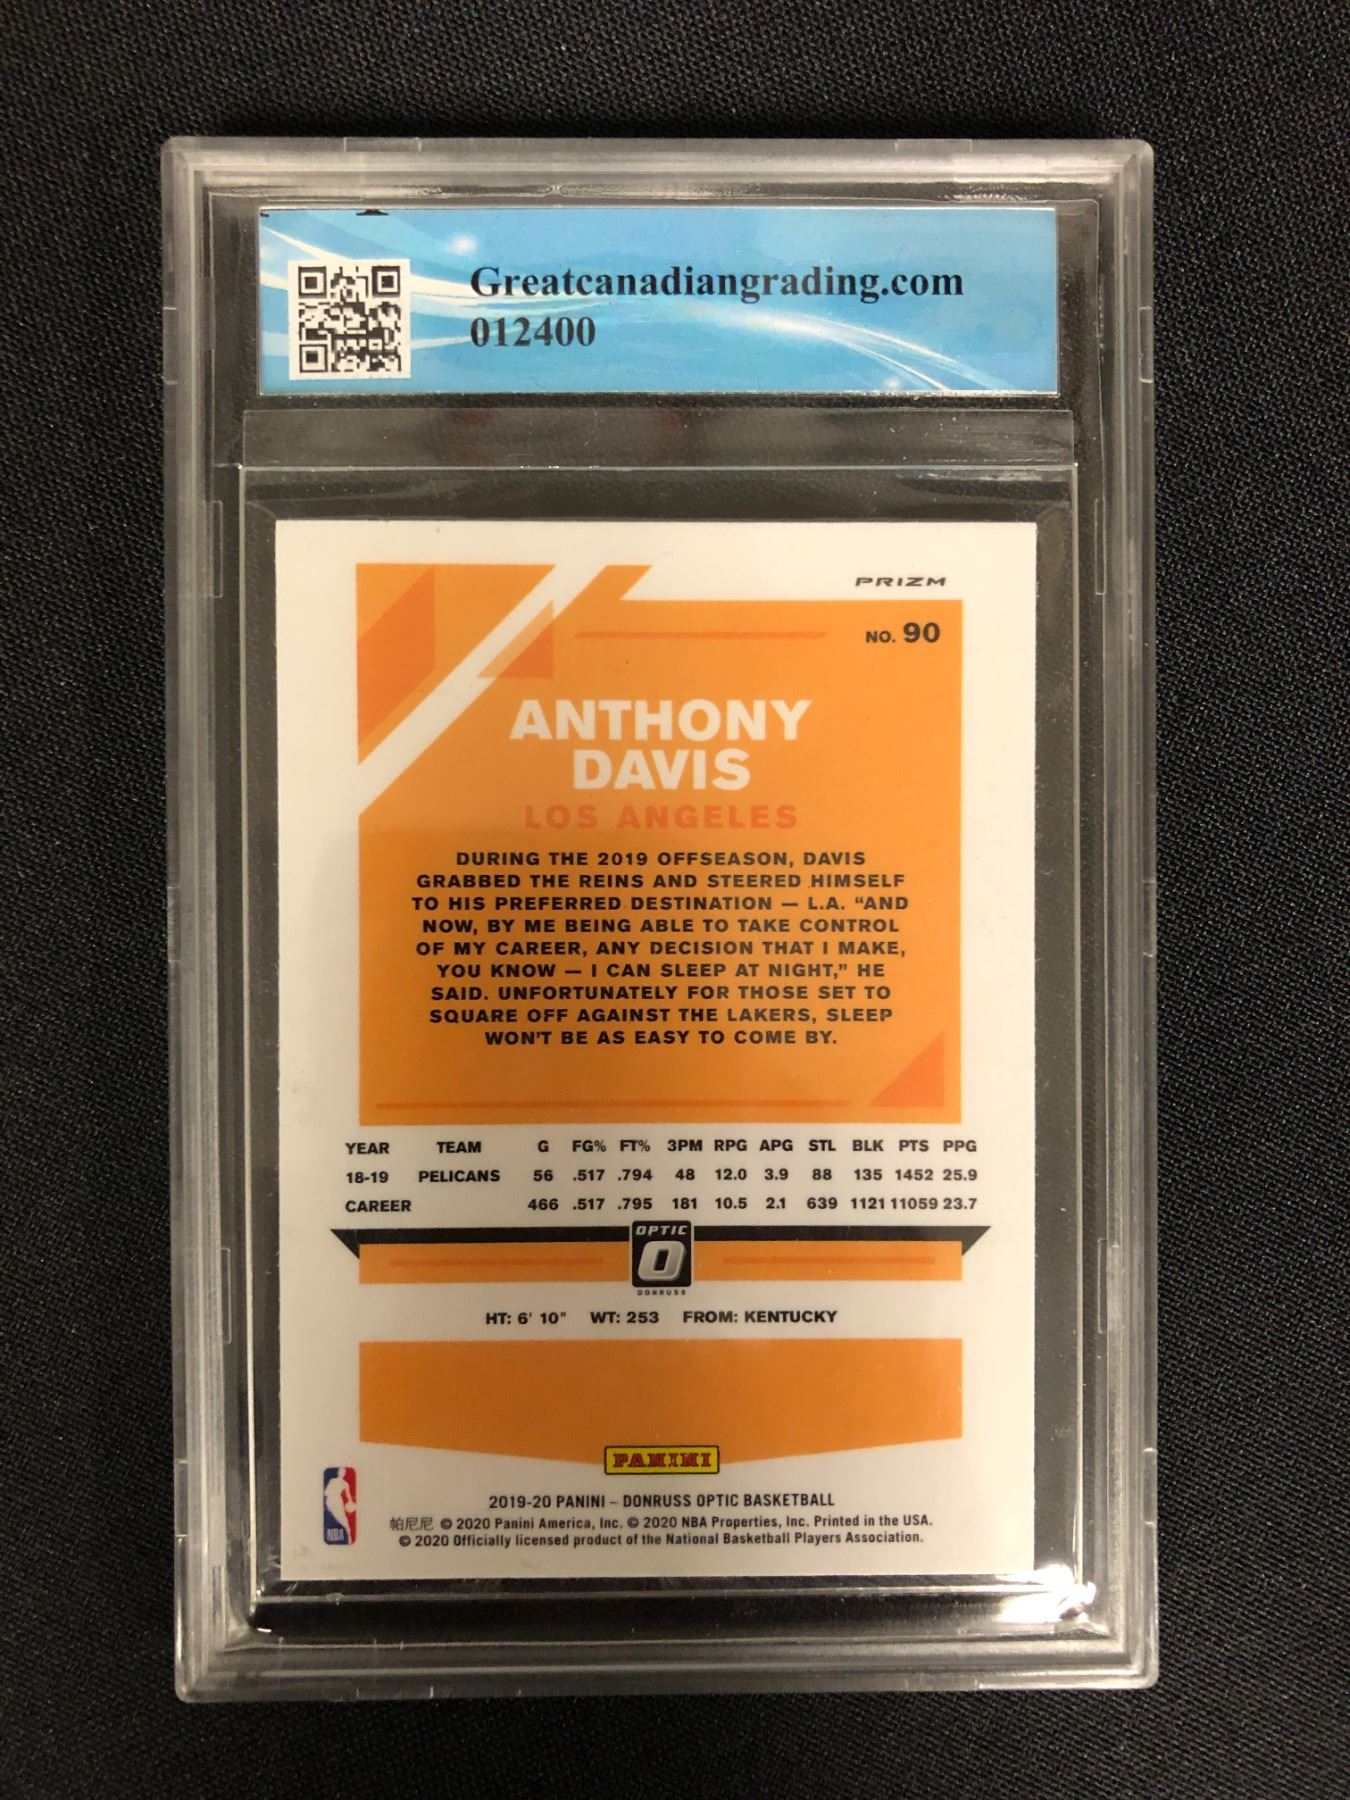 Greatcanadiangrading.com
012400
PRIZM
NO. 90
ANTHONY
DAVIS
LOS ANGELES
DURING THE 2019 OFFSEASON, DAVIS
GRABBED THE REINS AND STEERED HIMSELF
TO HIS PREFERRED DESTINATION — L.A. “AND
NOW, BY ME BEING ABLE TO TAKE CONTROL
OF MY CAREER, ANY DECISION THAT I MAKE,
YOU KNOW — I CAN SLEEP AT NIGHT,” HE
SAID. UNFORTUNATELY FOR THOSE SET TO
SQUARE OFF AGAINST THE LAKERS, SLEEP
WON’T BE AS EASY TO COME BY.
YEAR TEAM G FG% FT% 3PM RPG APG STL BLK PTS PPG
18-19 PELICANS 56 .517 .794 48 12.0 3.9 88 135 1452 25.9
CAREER 466 .517 .795 181 10.5 2.1 639 1121 11059 23.7
OPTIC
O
DONRUSS
HT: 6' 10" WT: 253 FROM: KENTUCKY
PANINI
NBA
2019-20 PANINI – DONRUSS OPTIC BASKETBALL
帕尼尼 © 2020 Panini America, Inc. © 2020 NBA Properties, Inc. Printed in the USA.
© 2020 Officially licensed product of the National Basketball Players Association.